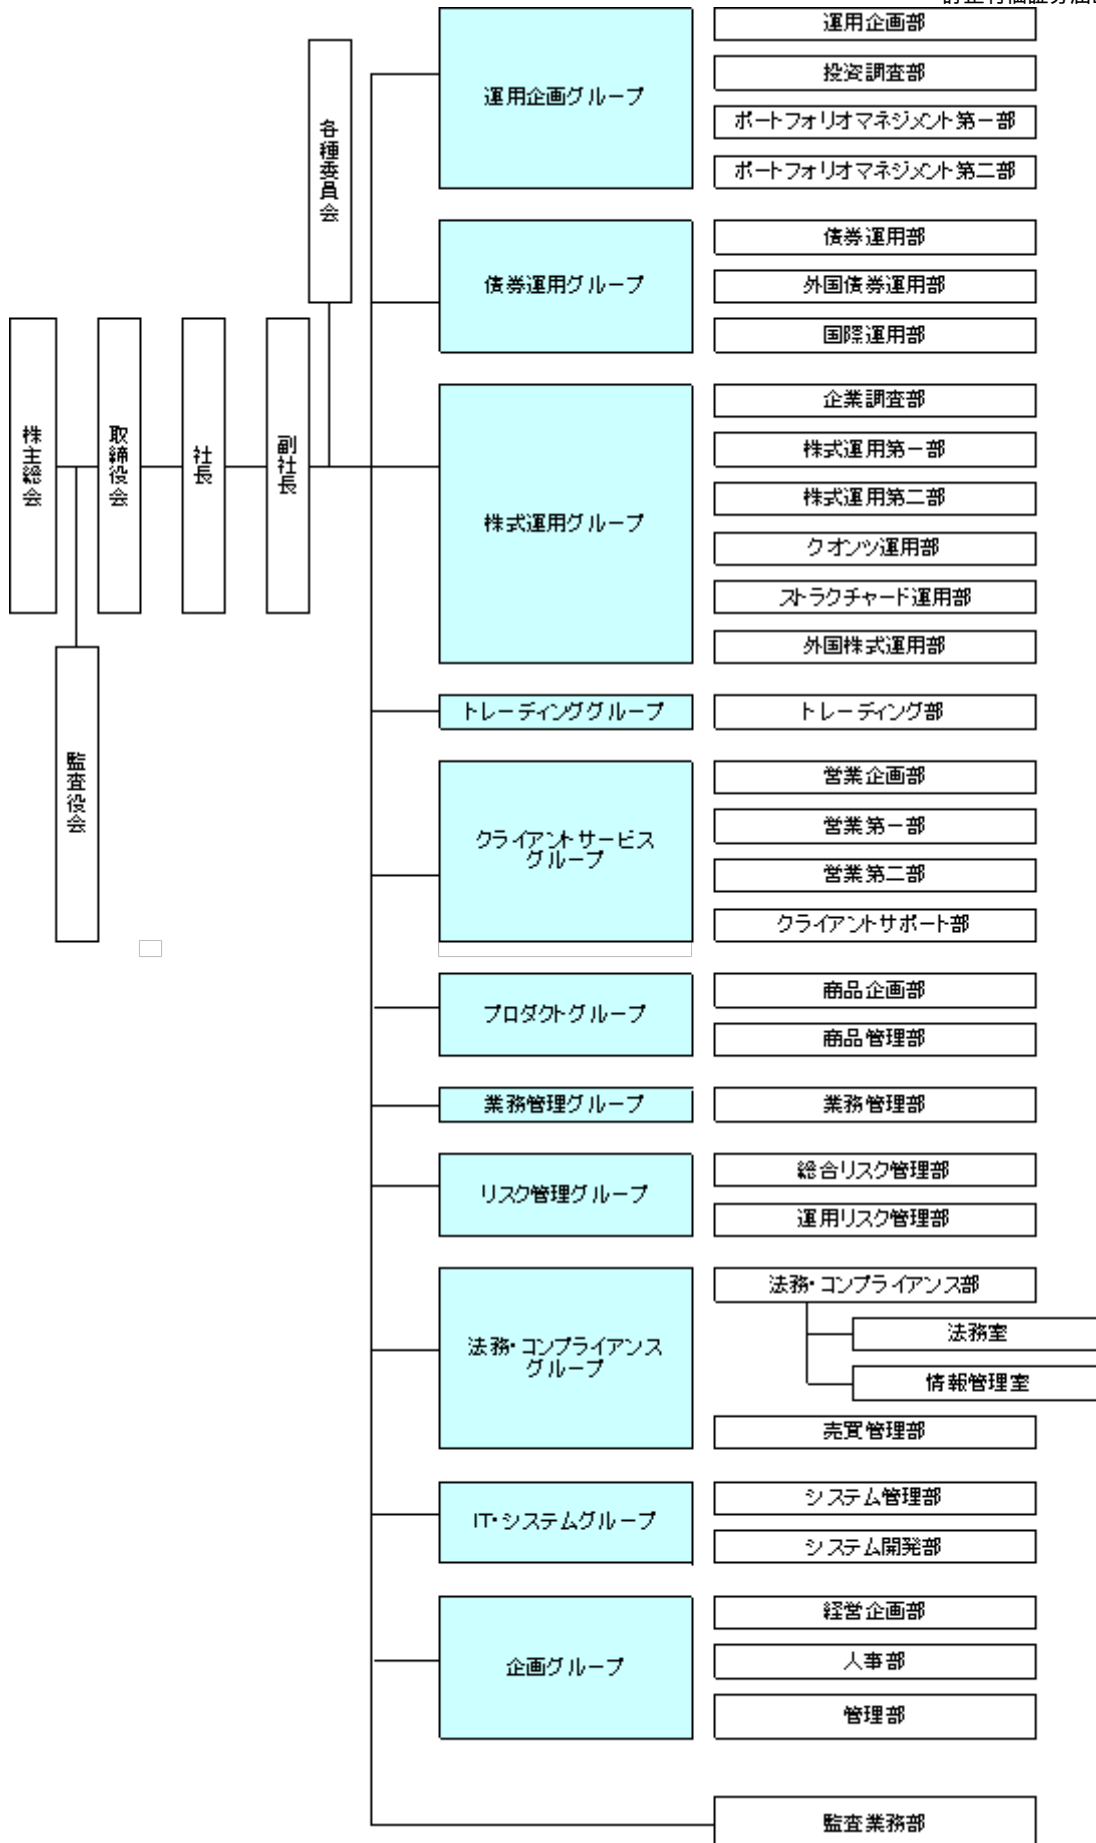 運用企画部
運用企画グループ
投資調査部
ポートフォリオマネジメント第一部
ポートフォリオマネジメント第二部
各種委員会
債券運用グループ
債券運用部
外国債券運用部
国際運用部
株主総会
取締役会
社長
副社長
監査役会
株式運用グループ
企業調査部
株式運用第一部
株式運用第二部
クオンツ運用部
ストラクチャード運用部
外国株式運用部
トレーディンググループ
トレーディング部
クライアントサービス
グループ
営業企画部
営業第一部
営業第二部
クライアントサポート部
プロダクトグループ
商品企画部
商品管理部
業務管理グループ
業務管理部
リスク管理グループ
総合リスク管理部
運用リスク管理部
法務・コンプライアンス
グループ
法務・コンプライアンス部
法務室
情報管理室
売買管理部
IT・システムグループ
システム管理部
システム開発部
企画グループ
経営企画部
人事部
管理部
監査業務部